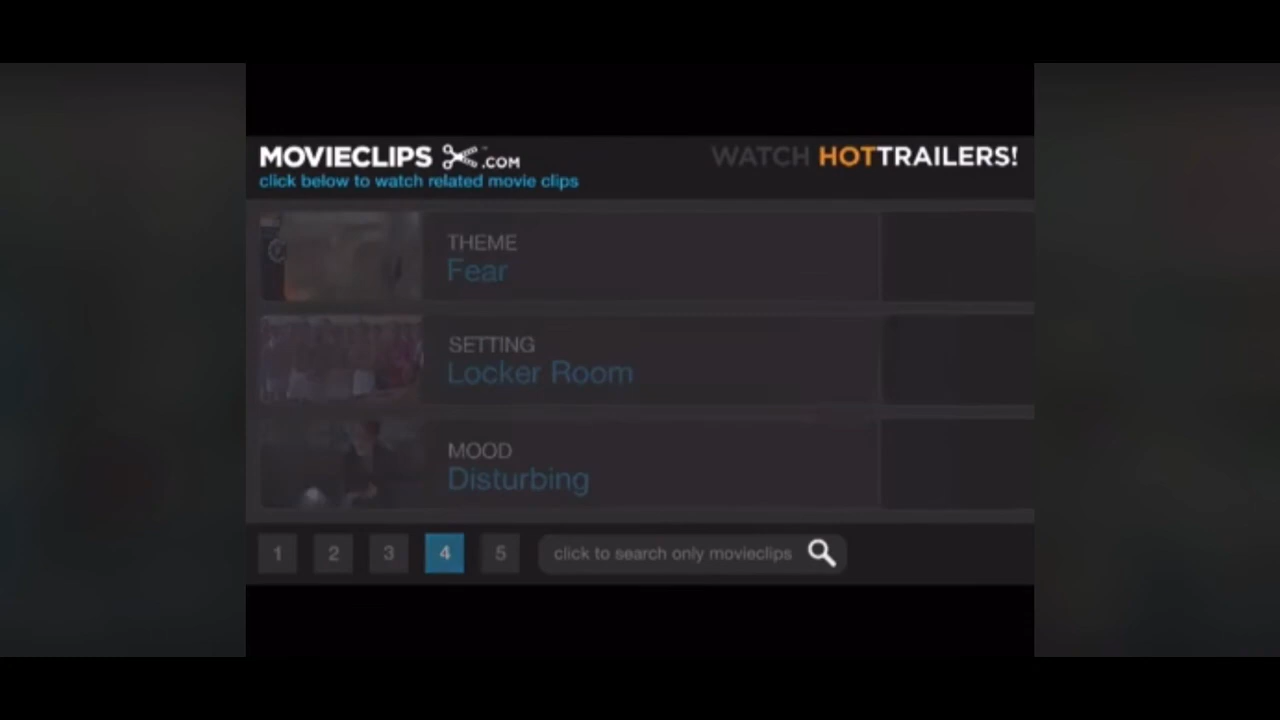 MOVIECLIPS .COM
WATCH HOTTRAILERS!
click below to watch related movie clips
THEME
Fear
SETTING
Locker Room
MOOD
Disturbing
1 2 3 4 5 click to search only movieclips